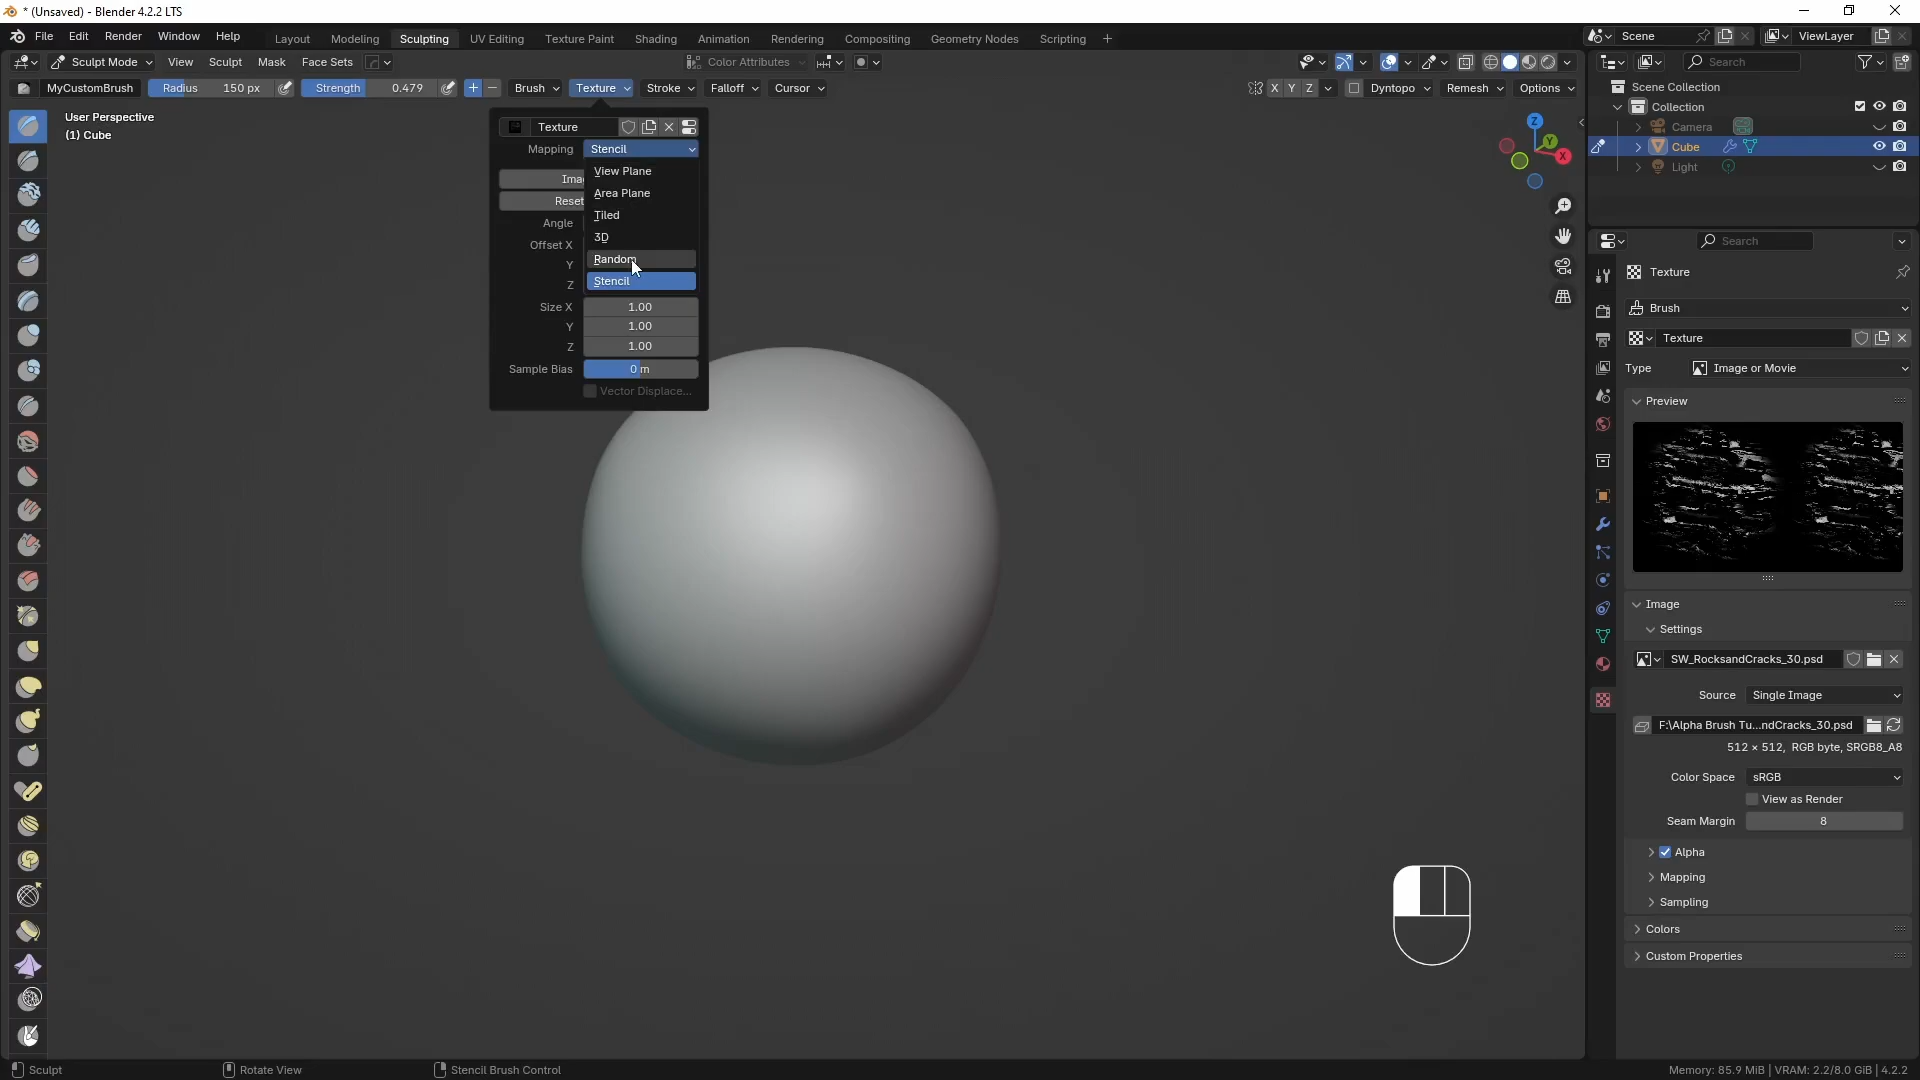 * (Unsaved) - Blender 4.2.2 LTS
File Edit Render Window Help Layout Modeling Sculpting UV Editing Texture Paint Shading Animation Rendering Compositing Geometry Nodes Scripting + Scene ViewLayer
Sculpt Mode View Sculpt Mask Face Sets Color Attributes Search
MyCustomBrush Radius 150 px Strength 0.479 Brush Texture Stroke Falloff Cursor X Y Z Dyntopo Remesh Options
Scene Collection
Collection
Camera
Cube
Light
User Perspective
(1) Cube
Z
Y
X
Texture
Mapping Stencil
View Plane
Area Plane
Tiled
3D
Random
Stencil
Imag
Reset
Angle
Offset X
Y
Z
Size X 1.00
Y 1.00
Z 1.00
Sample Bias 0 m
Vector Displace...
Search
Texture
Brush
Texture
Type Image or Movie
Preview
Image
Settings
SW_RocksandCracks_30.psd
Source Single Image
F:\Alpha Brush Tu...ndCracks_30.psd
512 × 512, RGB byte, SRGB8_A8
Color Space sRGB
View as Render
Seam Margin 8
Alpha
Mapping
Sampling
Colors
Custom Properties
Sculpt Rotate View Stencil Brush Control Memory: 85.9 MiB | VRAM: 2.2/8.0 GiB | 4.2.2